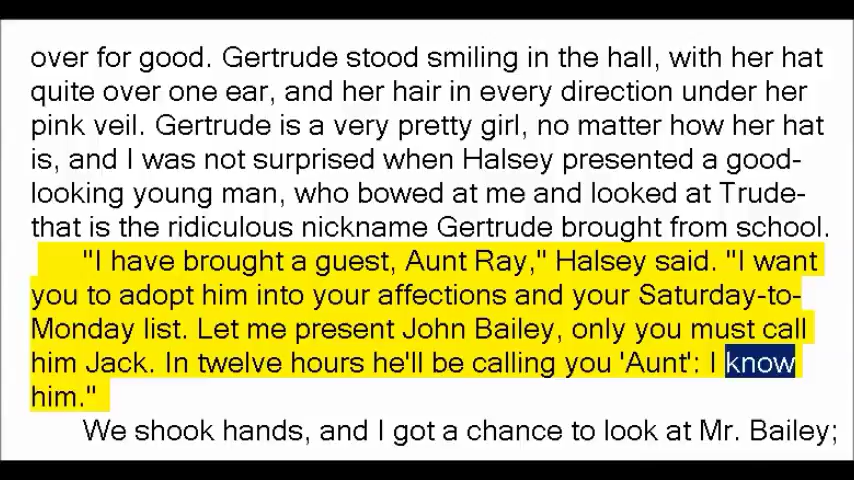 over for good. Gertrude stood smiling in the hall, with her hat
quite over one ear, and her hair in every direction under her
pink veil. Gertrude is a very pretty girl, no matter how her hat
is, and I was not surprised when Halsey presented a good-
looking young man, who bowed at me and looked at Trude-
that is the ridiculous nickname Gertrude brought from school.
"I have brought a guest, Aunt Ray," Halsey said. "I want
you to adopt him into your affections and your Saturday-to-
Monday list. Let me present John Bailey, only you must call
him Jack. In twelve hours he'll be calling you 'Aunt': I know
him."
We shook hands, and I got a chance to look at Mr. Bailey;